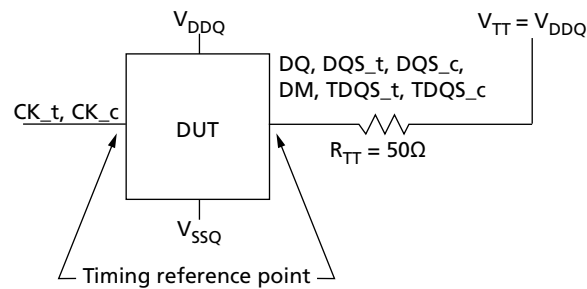 V_DDQ
V_TT = V_DDQ
DQ, DQS_t, DQS_c,
DM, TDQS_t, TDQS_c
CK_t, CK_c
DUT
R_TT = 50Ω
V_SSQ
Timing reference point